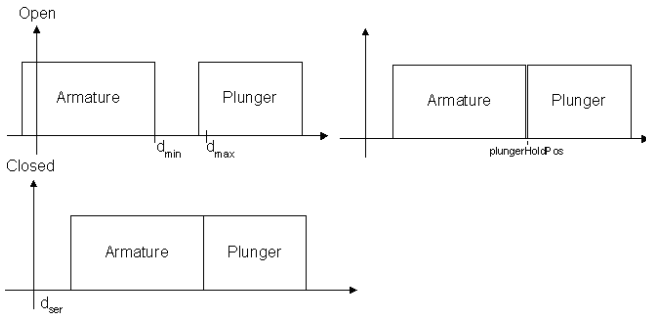 Open
Armature Plunger
d_min d_max
Armature Plunger
plungerHoldPos
Closed
Armature Plunger
d_ser